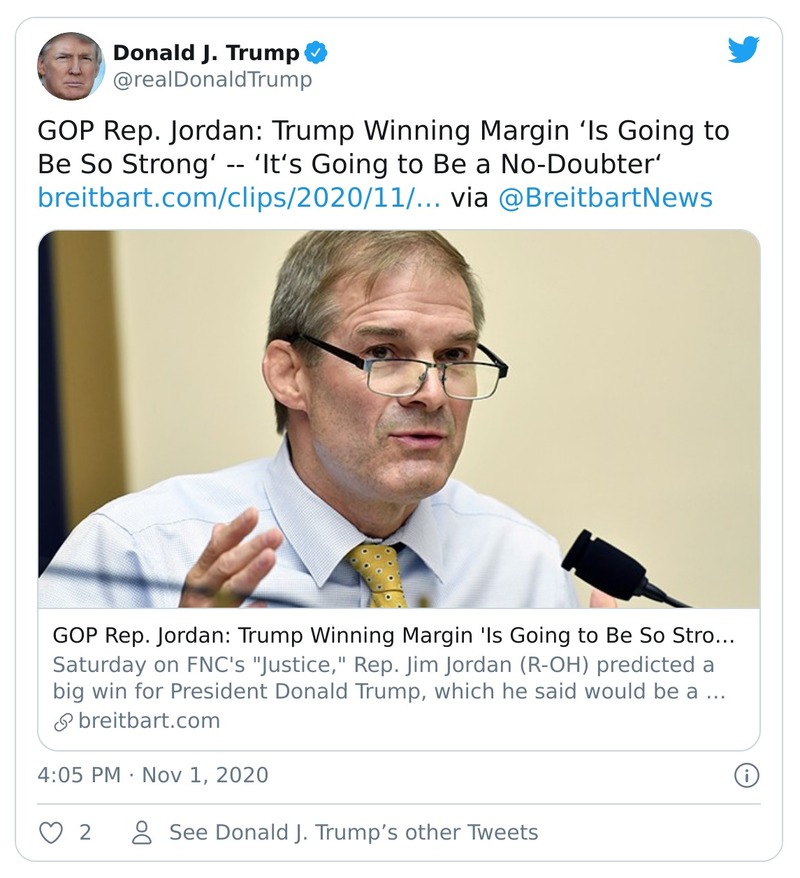 Donald J. Trump
@realDonaldTrump
GOP Rep. Jordan: Trump Winning Margin ‘Is Going to
Be So Strong‘ -- ‘It‘s Going to Be a No-Doubter‘
breitbart.com/clips/2020/11/… via @BreitbartNews
GOP Rep. Jordan: Trump Winning Margin 'Is Going to Be So Stro…
Saturday on FNC's "Justice," Rep. Jim Jordan (R-OH) predicted a
big win for President Donald Trump, which he said would be a …
breitbart.com
4:05 PM · Nov 1, 2020
2 See Donald J. Trump’s other Tweets